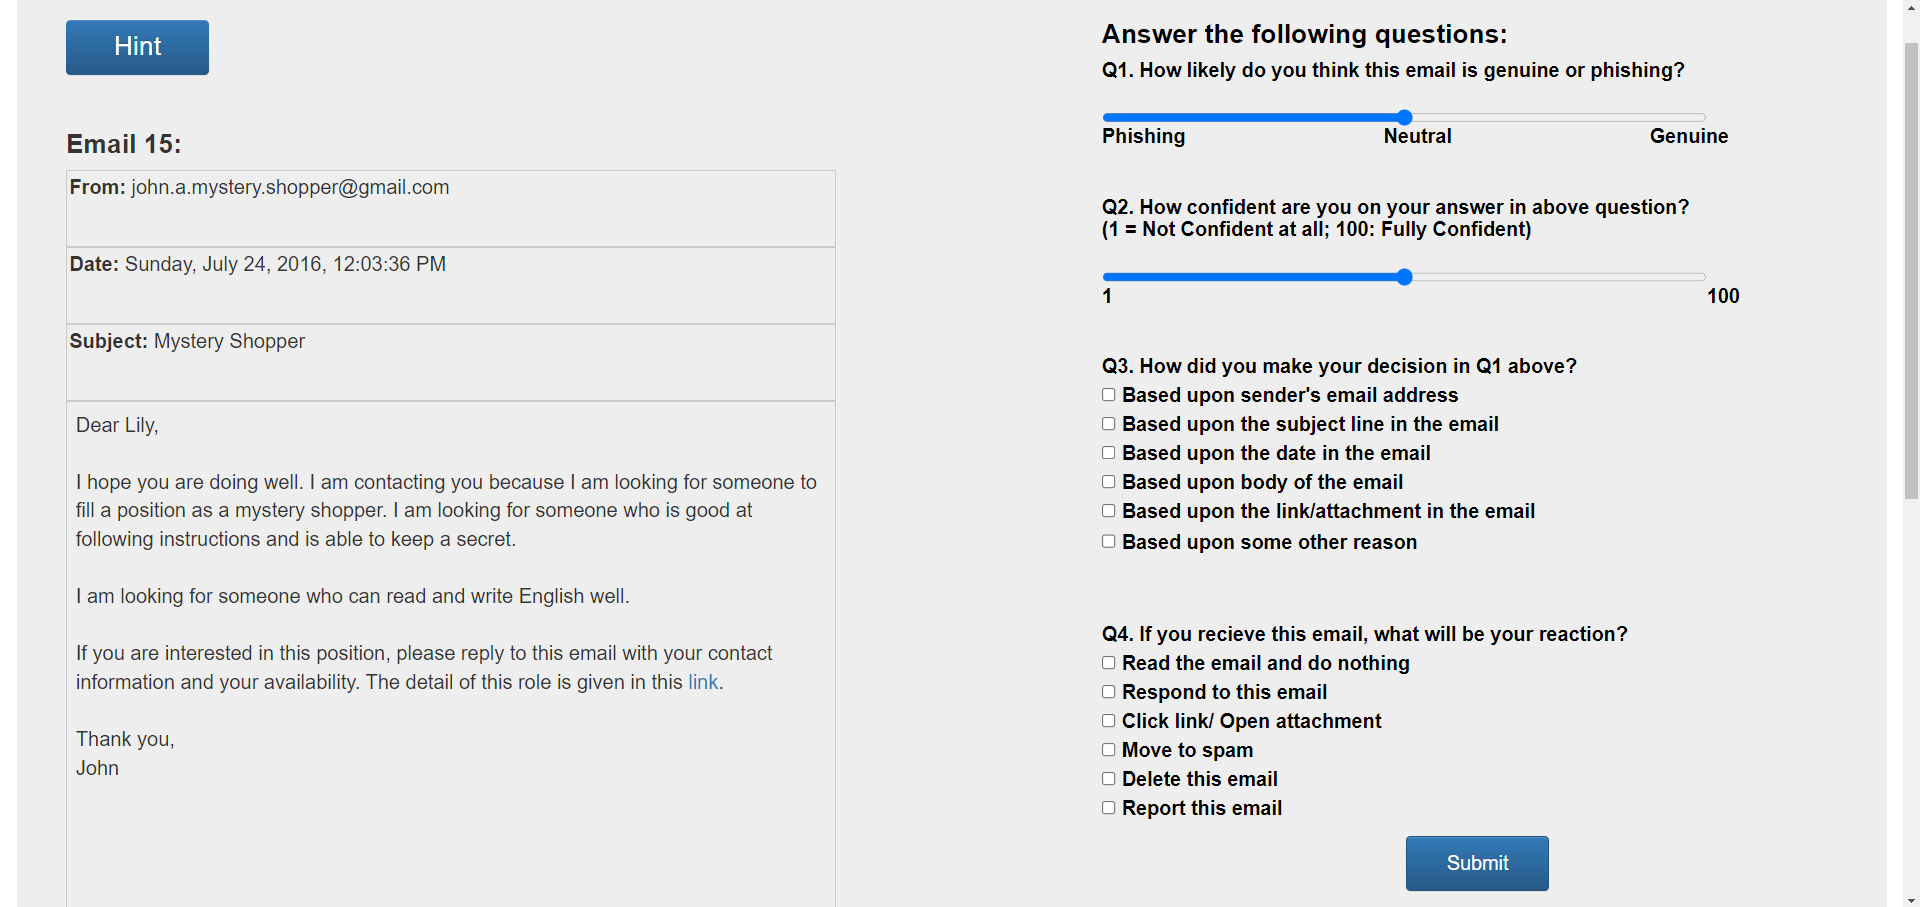 Hint
Email 15:
From: john.a.mystery.shopper@gmail.com
Date: Sunday, July 24, 2016, 12:03:36 PM
Subject: Mystery Shopper
Dear Lily,
I hope you are doing well. I am contacting you because I am looking for someone to
fill a position as a mystery shopper. I am looking for someone who is good at
following instructions and is able to keep a secret.
I am looking for someone who can read and write English well.
If you are interested in this position, please reply to this email with your contact
information and your availability. The detail of this role is given in this link.
Thank you,
John
Answer the following questions:
Q1. How likely do you think this email is genuine or phishing?
Phishing Neutral Genuine
Q2. How confident are you on your answer in above question?
(1 = Not Confident at all; 100: Fully Confident)
1 100
Q3. How did you make your decision in Q1 above?
Based upon sender's email address
Based upon the subject line in the email
Based upon the date in the email
Based upon body of the email
Based upon the link/attachment in the email
Based upon some other reason
Q4. If you recieve this email, what will be your reaction?
Read the email and do nothing
Respond to this email
Click link/ Open attachment
Move to spam
Delete this email
Report this email
Submit